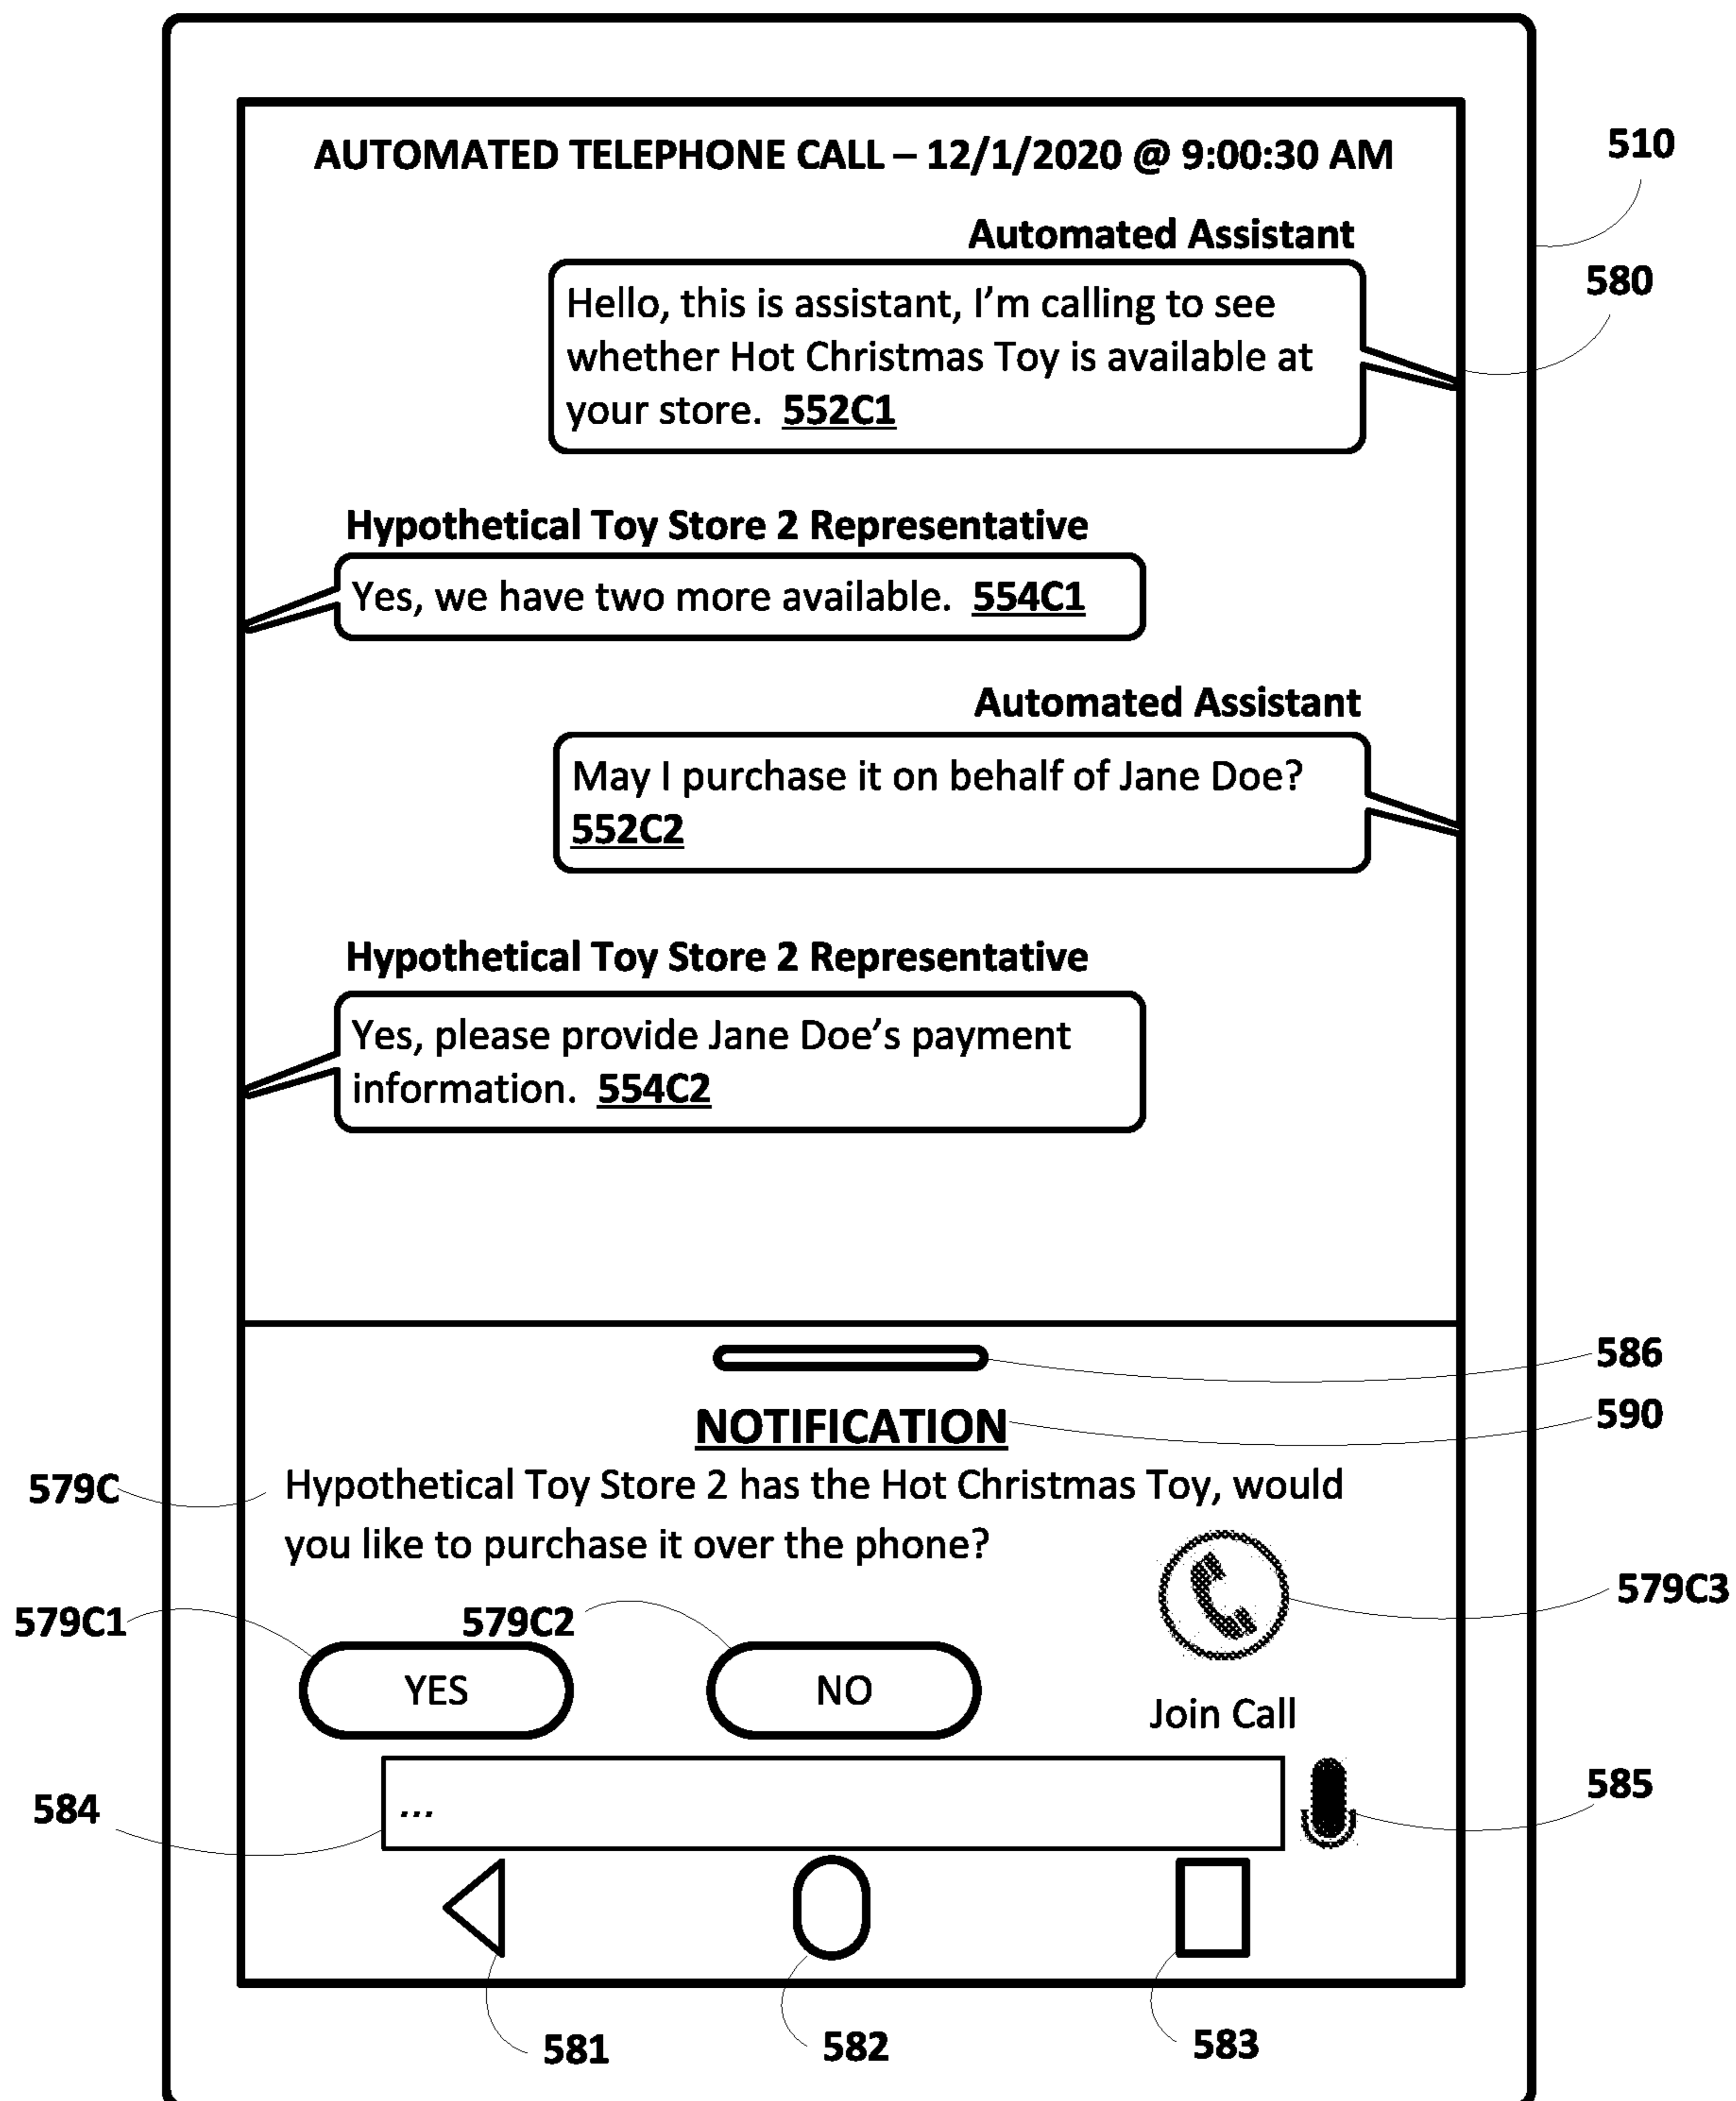 AUTOMATED TELEPHONE CALL – 12/1/2020 @ 9:00:30 AM
510
Automated Assistant
580
Hello, this is assistant, I'm calling to see
whether Hot Christmas Toy is available at
your store. 552C1
Hypothetical Toy Store 2 Representative
Yes, we have two more available. 554C1
Automated Assistant
May I purchase it on behalf of Jane Doe?
552C2
Hypothetical Toy Store 2 Representative
Yes, please provide Jane Doe's payment
information. 554C2
586
NOTIFICATION
590
579C
Hypothetical Toy Store 2 has the Hot Christmas Toy, would
you like to purchase it over the phone?
579C3
579C1
579C2
YES
NO
Join Call
584
...
585
581
582
583